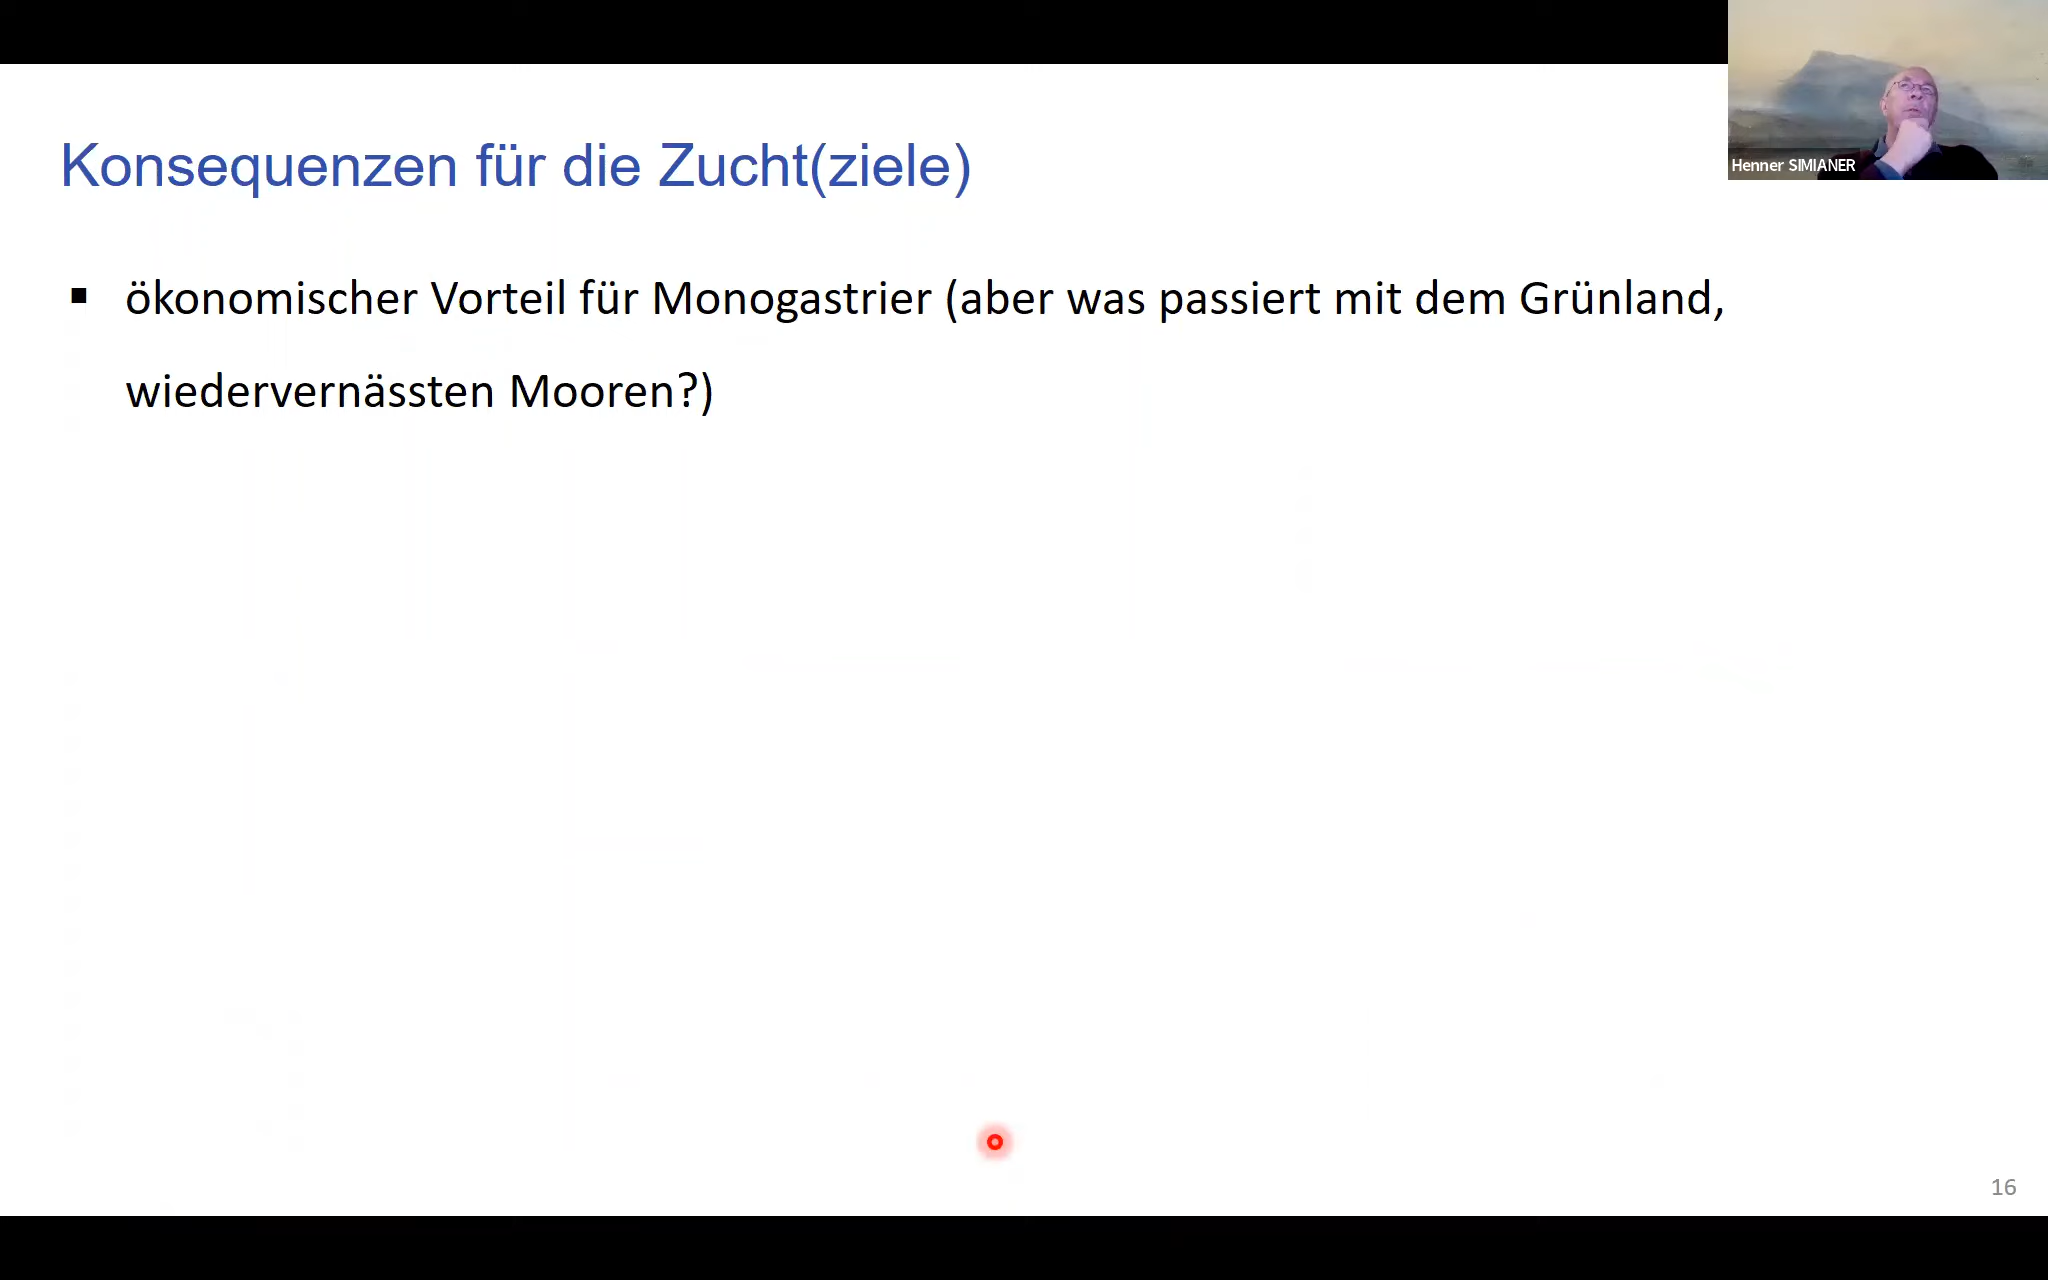 Konsequenzen für die Zucht(ziele)
▪ ökonomischer Vorteil für Monogastrier (aber was passiert mit dem Grünland,
wiedervernässten Mooren?)
Henner SIMIANER
16